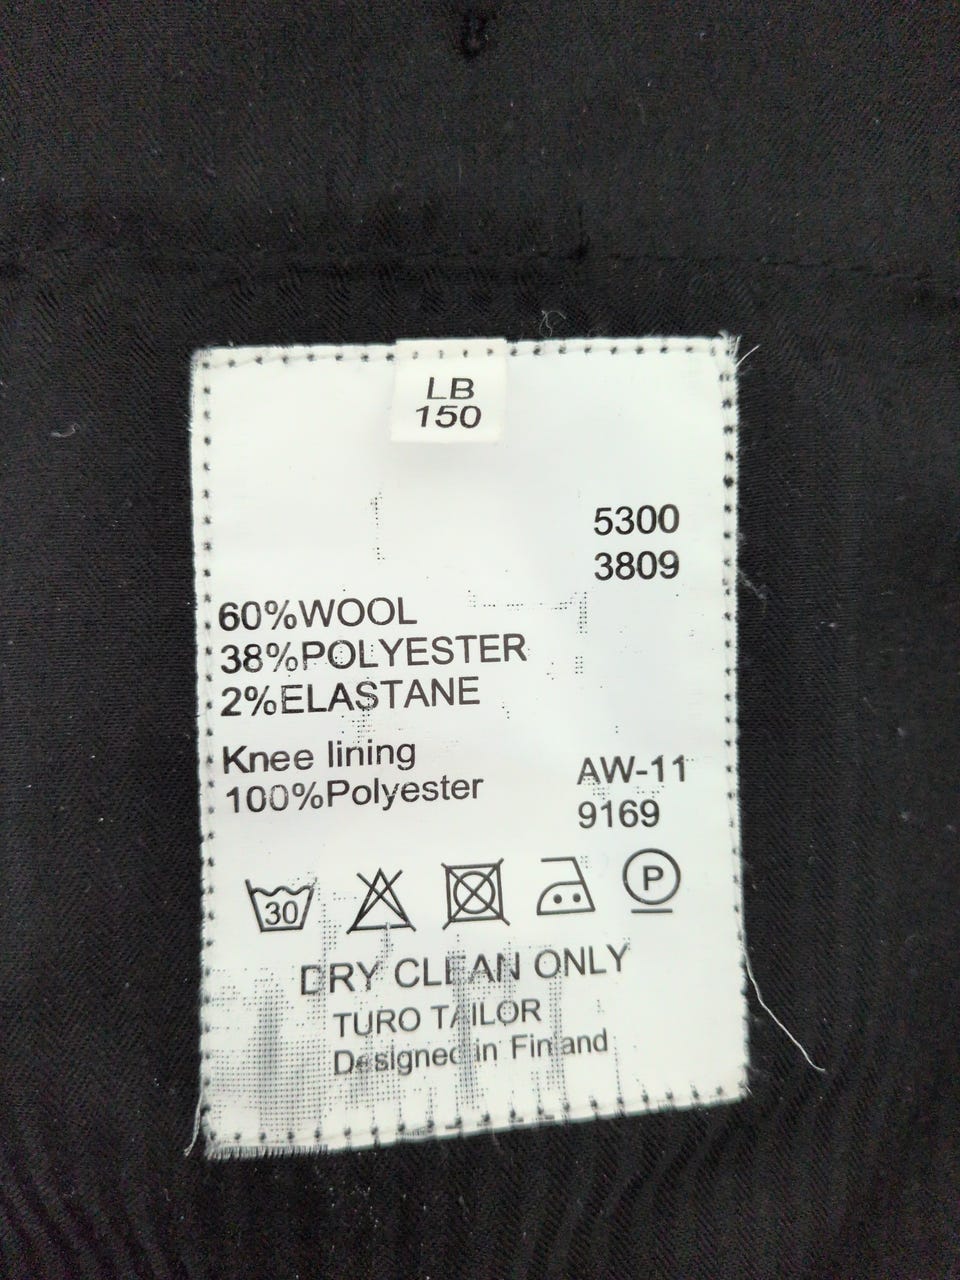 LB
150
5300
3809
60%WOOL
38%POLYESTER
2%ELASTANE
Knee lining
100%Polyester
AW-11
9169
30
P
DRY CLEAN ONLY
TURO TAILOR
Designed in Finland